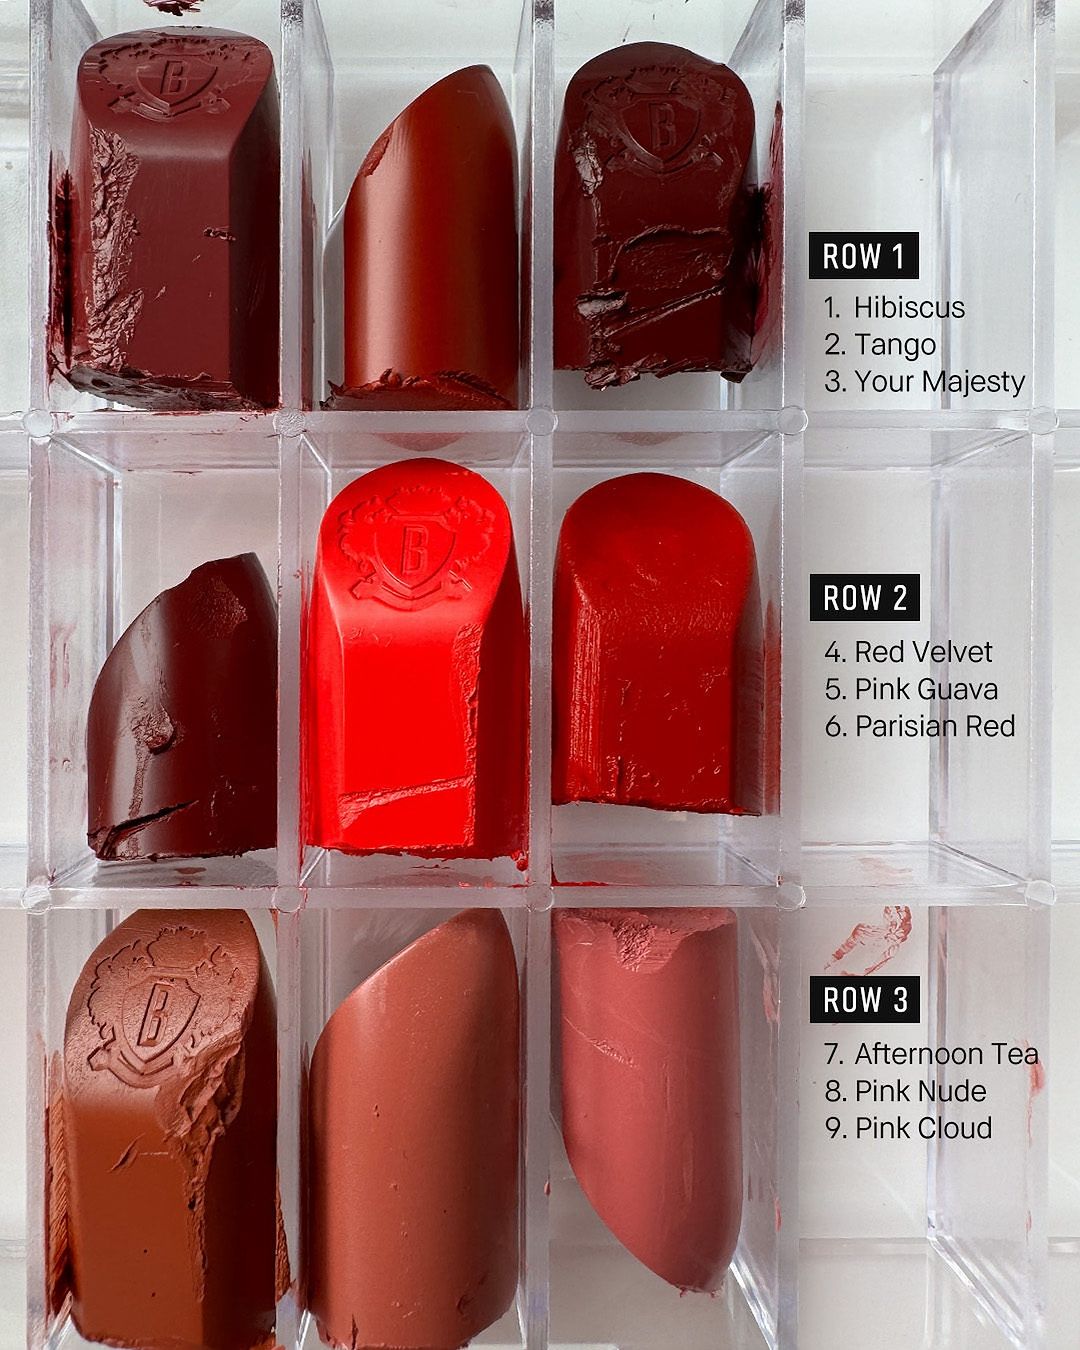 B
B
ROW 1
1. Hibiscus
2. Tango
3. Your Majesty
B
ROW 2
4. Red Velvet
5. Pink Guava
6. Parisian Red
B
ROW 3
7. Afternoon Tea
8. Pink Nude
9. Pink Cloud